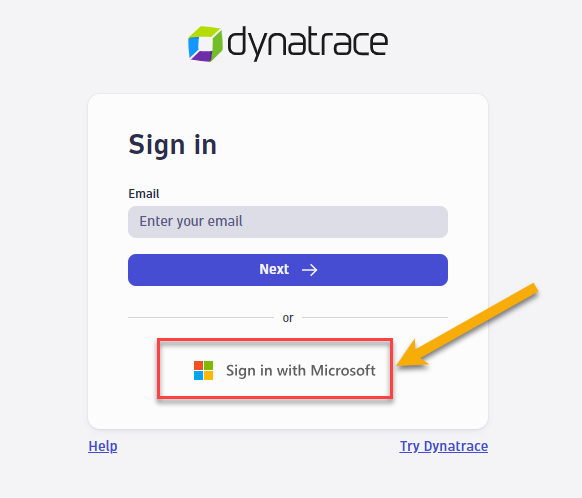 dynatrace
Sign in
Email
Enter your email
Next
or
Sign in with Microsoft
Help
Try Dynatrace